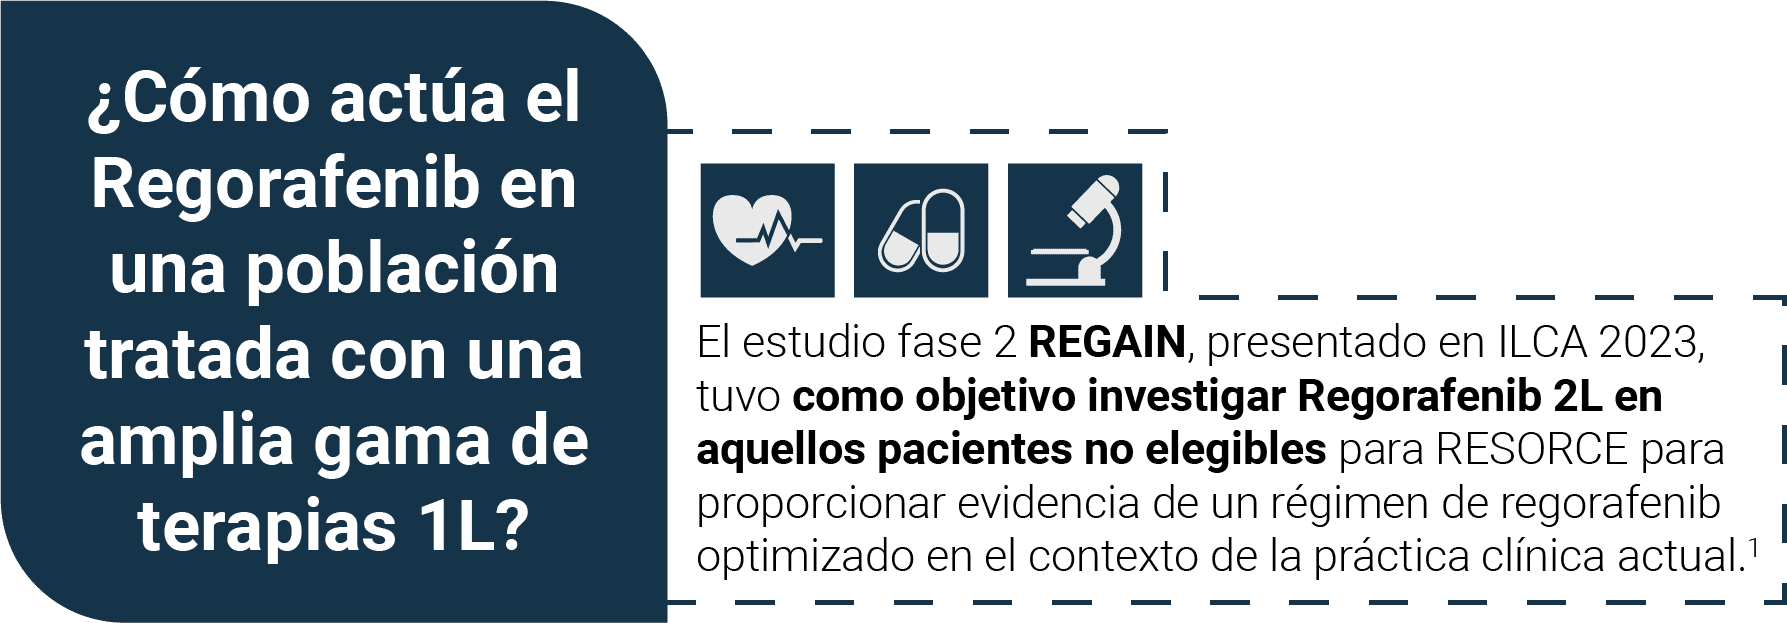 ¿Cómo actúa el
Regorafenib en
una población
tratada con una
amplia gama de
terapias 1L?
El estudio fase 2 REGAIN, presentado en ILCA 2023,
tuvo como objetivo investigar Regorafenib 2L en
aquellos pacientes no elegibles para RESORCE para
proporcionar evidencia de un régimen de regorafenib
optimizado en el contexto de la práctica clínica actual.¹